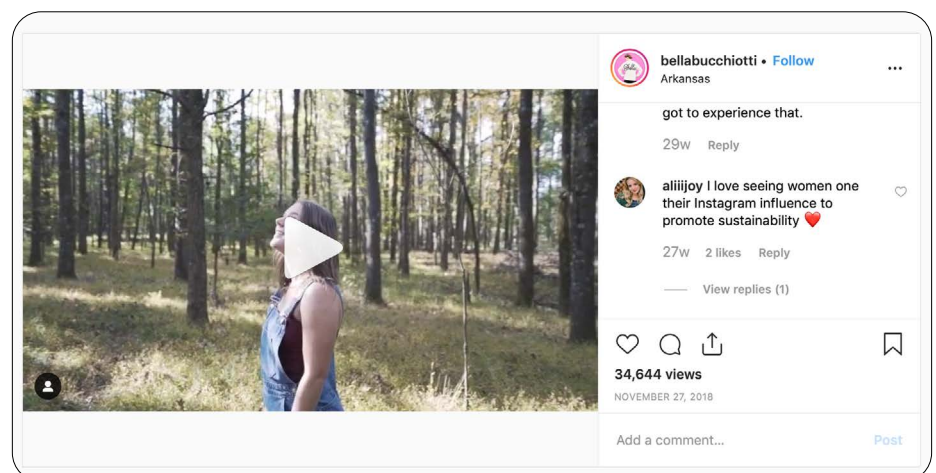 bellabucchiotti • Follow
Arkansas
got to experience that.
29w Reply
aliiijoy I love seeing women one
their Instagram influence to
promote sustainability ❤️
27w 2 likes Reply
View replies (1)
34,644 views
NOVEMBER 27, 2018
Add a comment... Post